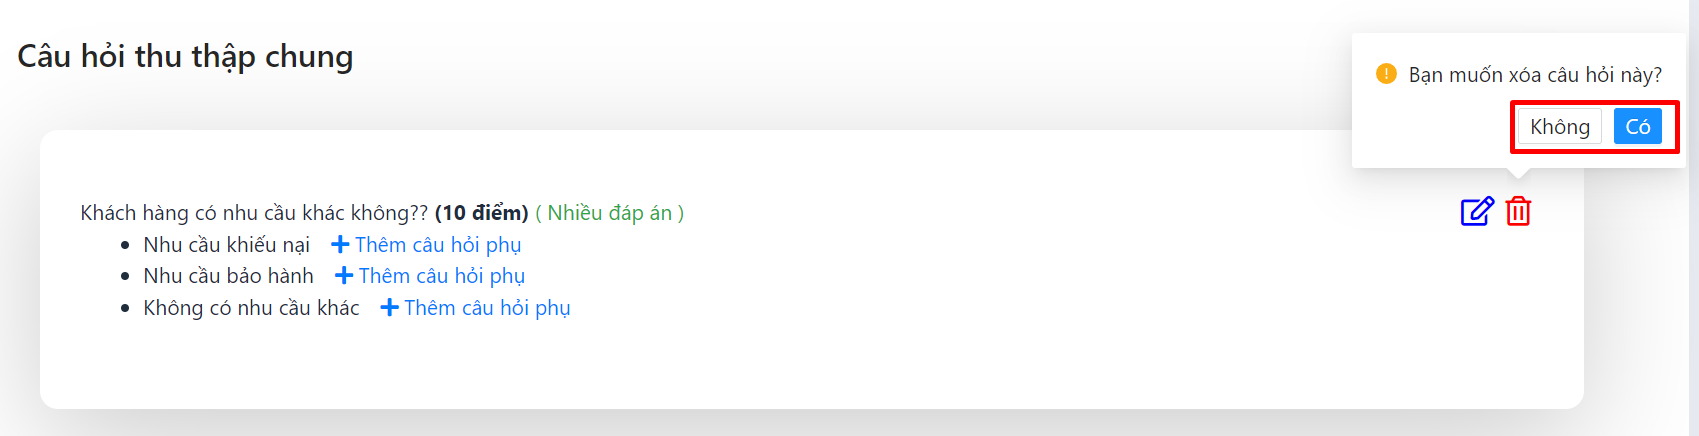 Câu hỏi thu thập chung
Bạn muốn xóa câu hỏi này?
Không Có
Khách hàng có nhu cầu khác không?? (10 điểm) ( Nhiều đáp án )
Nhu cầu khiếu nại Thêm câu hỏi phụ
Nhu cầu bảo hành Thêm câu hỏi phụ
Không có nhu cầu khác Thêm câu hỏi phụ